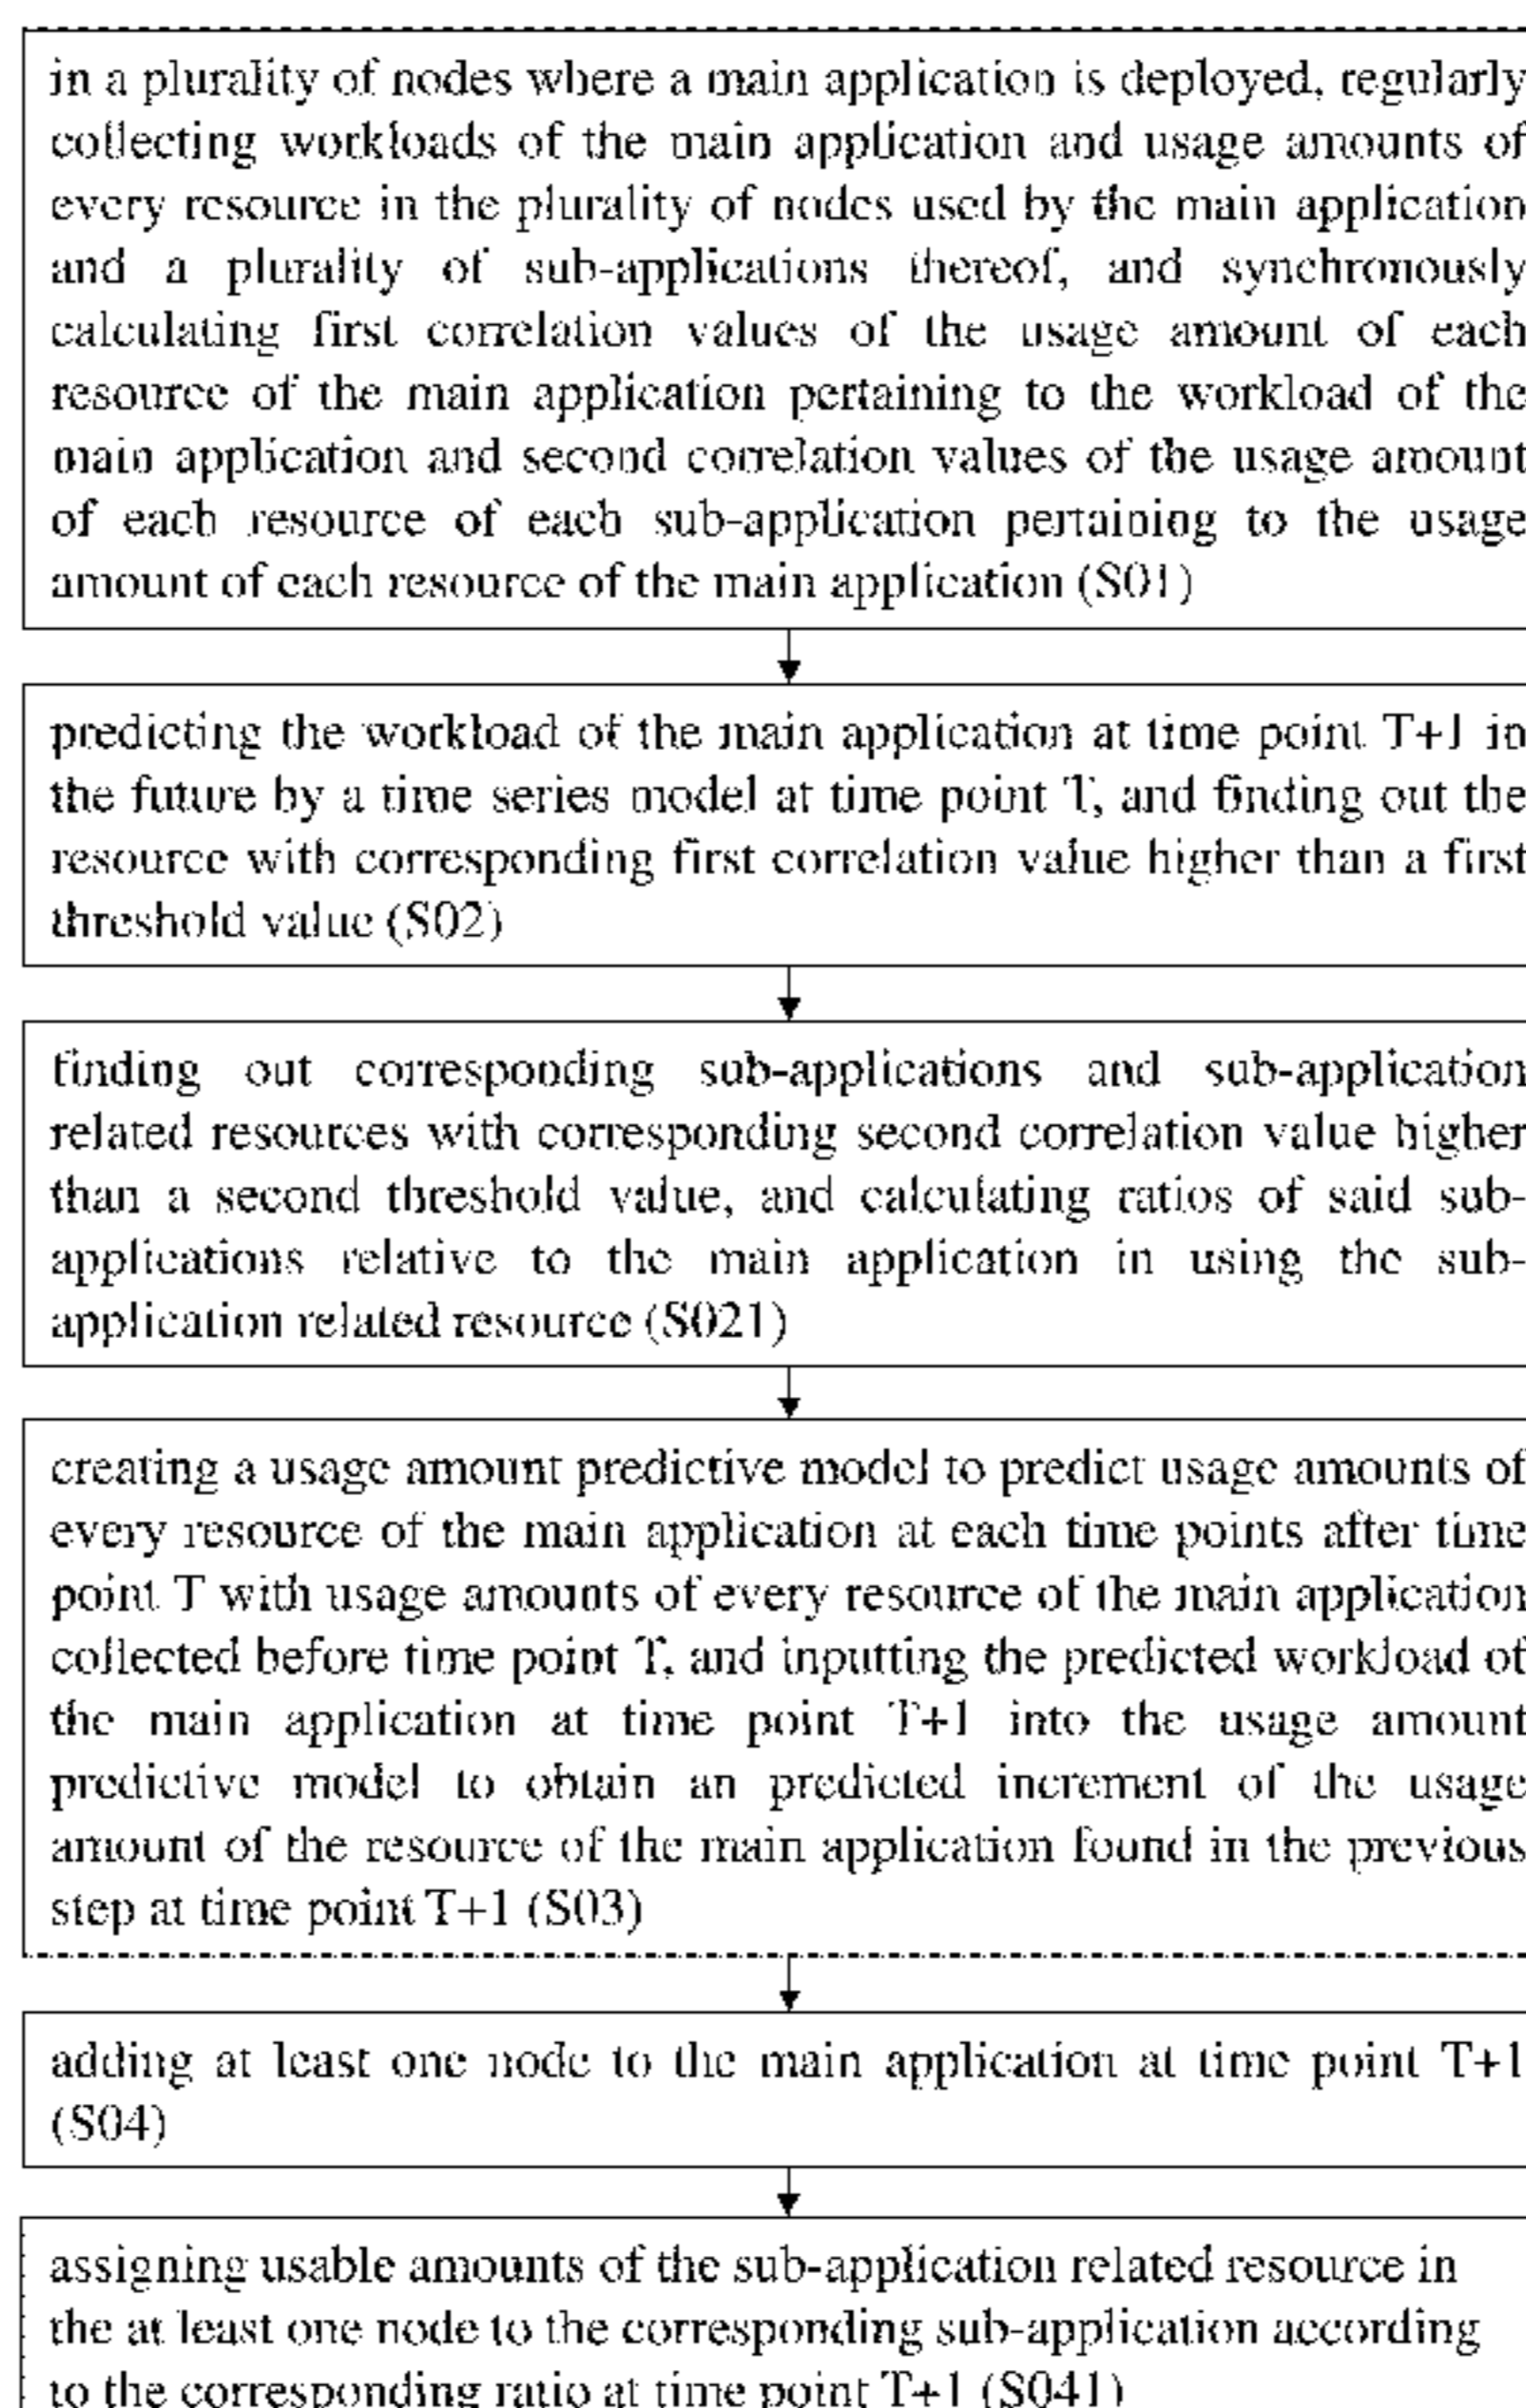 in a plurality of nodes where a main application is deployed, regularly
collecting workloads of the main application and usage amounts of
every resource in the plurality of nodes used by the main application
and a plurality of sub-applications thereof, and synchronously
calculating first correlation values of the usage amount of each
resource of the main application pertaining to the workload of the
main application and second correlation values of the usage amount
of each resource of each sub-application pertaining to the usage
amount of each resource of the main application (S01)
predicting the workload of the main application at time point T+1 in
the future by a time series model at time point T, and finding out the
resource with corresponding first correlation value higher than a first
threshold value (S02)
finding out corresponding sub-applications and sub-application
related resources with corresponding second correlation value higher
than a second threshold value, and calculating ratios of said sub-
applications relative to the main application in using the sub-
application related resource (S021)
creating a usage amount predictive model to predict usage amounts of
every resource of the main application at each time points after time
point T with usage amounts of every resource of the main application
collected before time point T, and inputting the predicted workload of
the main application at time point T+1 into the usage amount
predictive model to obtain an predicted increment of the usage
amount of the resource of the main application found in the previous
step at time point T+1 (S03)
adding at least one node to the main application at time point T+1
(S04)
assigning usable amounts of the sub-application related resource in
the at least one node to the corresponding sub-application according
to the corresponding ratio at time point T+1 (S041)